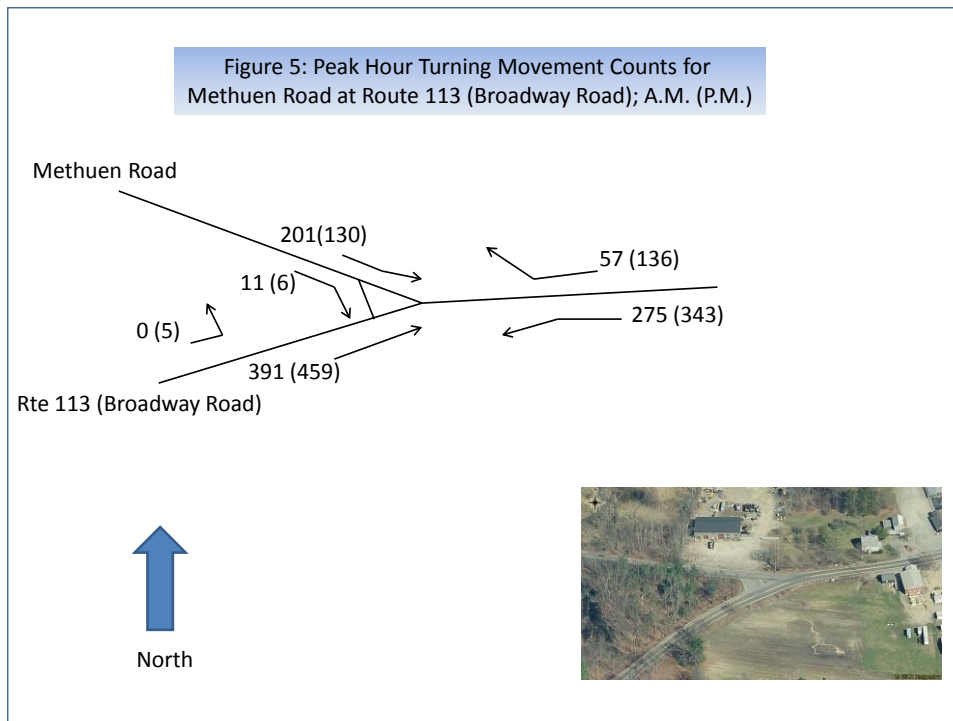 Figure 5: Peak Hour Turning Movement Counts for
Methuen Road at Route 113 (Broadway Road); A.M. (P.M.)
Methuen Road
201(130)
57 (136)
11 (6)
0 (5)
275 (343)
391 (459)
Rte 113 (Broadway Road)
North